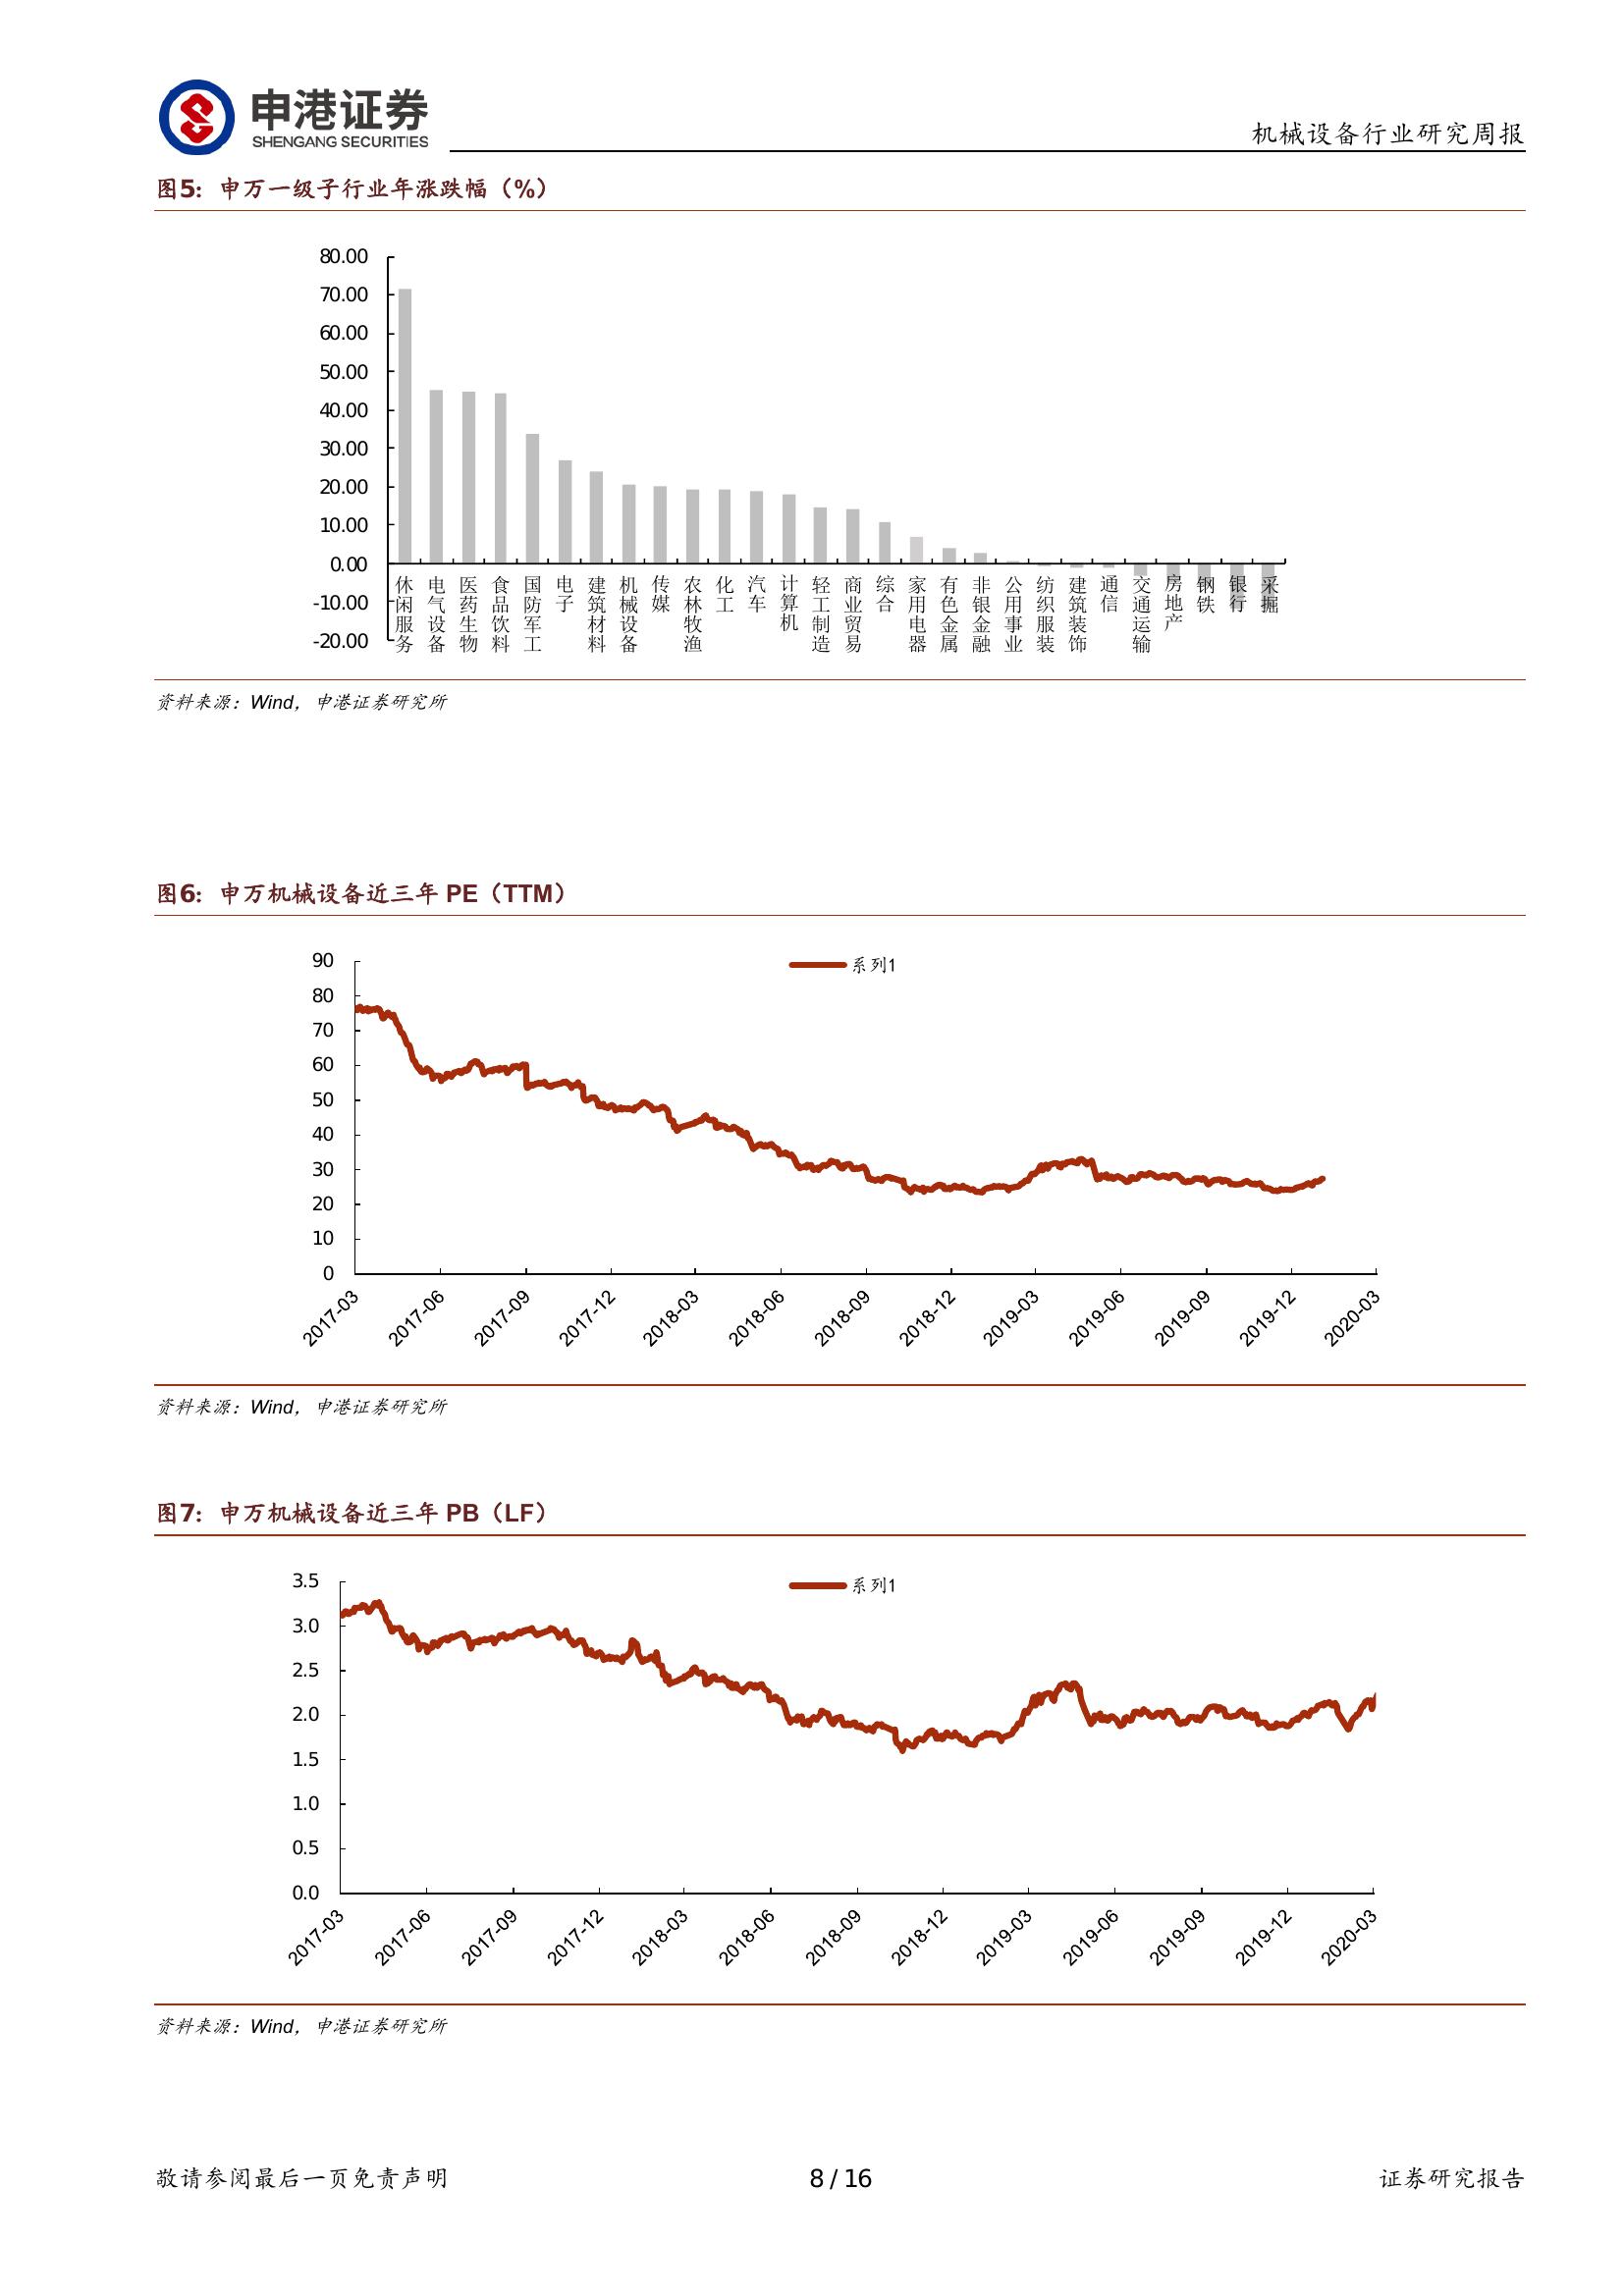 申港证券
SHENGANG SECURITIES
机械设备行业研究周报
图5：申万一级子行业年涨跌幅（%）
80.00
70.00
60.00
50.00
40.00
30.00
20.00
10.00
0.00
-10.00
-20.00
休闲服务
电气设备
医药生物
食品饮料
国防军工
电子
建筑材料
机械设备
传媒
农林牧渔
化工
汽车
计算机
轻工制造
商业贸易
综合
家用电器
有色金属
非银金融
公用事业
纺织服装
建筑装饰
通信
交通运输
房地产
钢铁
银行
采掘
资料来源：Wind，申港证券研究所
图6：申万机械设备近三年 PE（TTM）
系列1
90
80
70
60
50
40
30
20
10
0
2017-03
2017-06
2017-09
2017-12
2018-03
2018-06
2018-09
2018-12
2019-03
2019-06
2019-09
2019-12
2020-03
资料来源：Wind，申港证券研究所
图7：申万机械设备近三年 PB（LF）
系列1
3.5
3.0
2.5
2.0
1.5
1.0
0.5
0.0
2017-03
2017-06
2017-09
2017-12
2018-03
2018-06
2018-09
2018-12
2019-03
2019-06
2019-09
2019-12
2020-03
资料来源：Wind，申港证券研究所
敬请参阅最后一页免责声明
8 / 16
证券研究报告